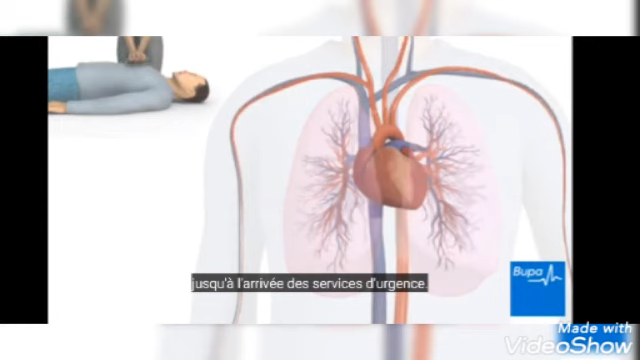 jusqu'à l'arrivée des services d'urgence.
Bupa
Made with
VideoShow